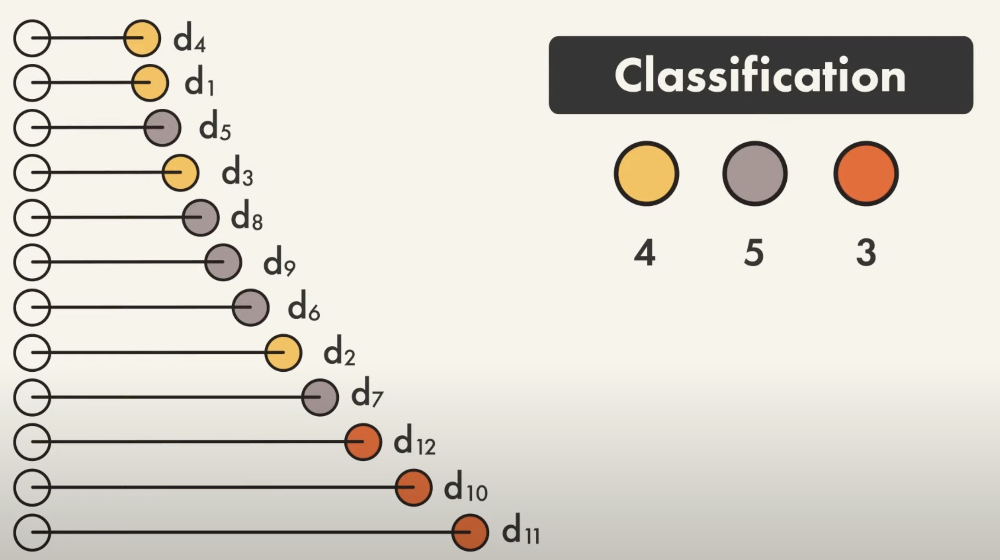 d4
d1
d5
d3
d8
d9
d6
d2
d7
d12
d10
d11
Classification
4 5 3